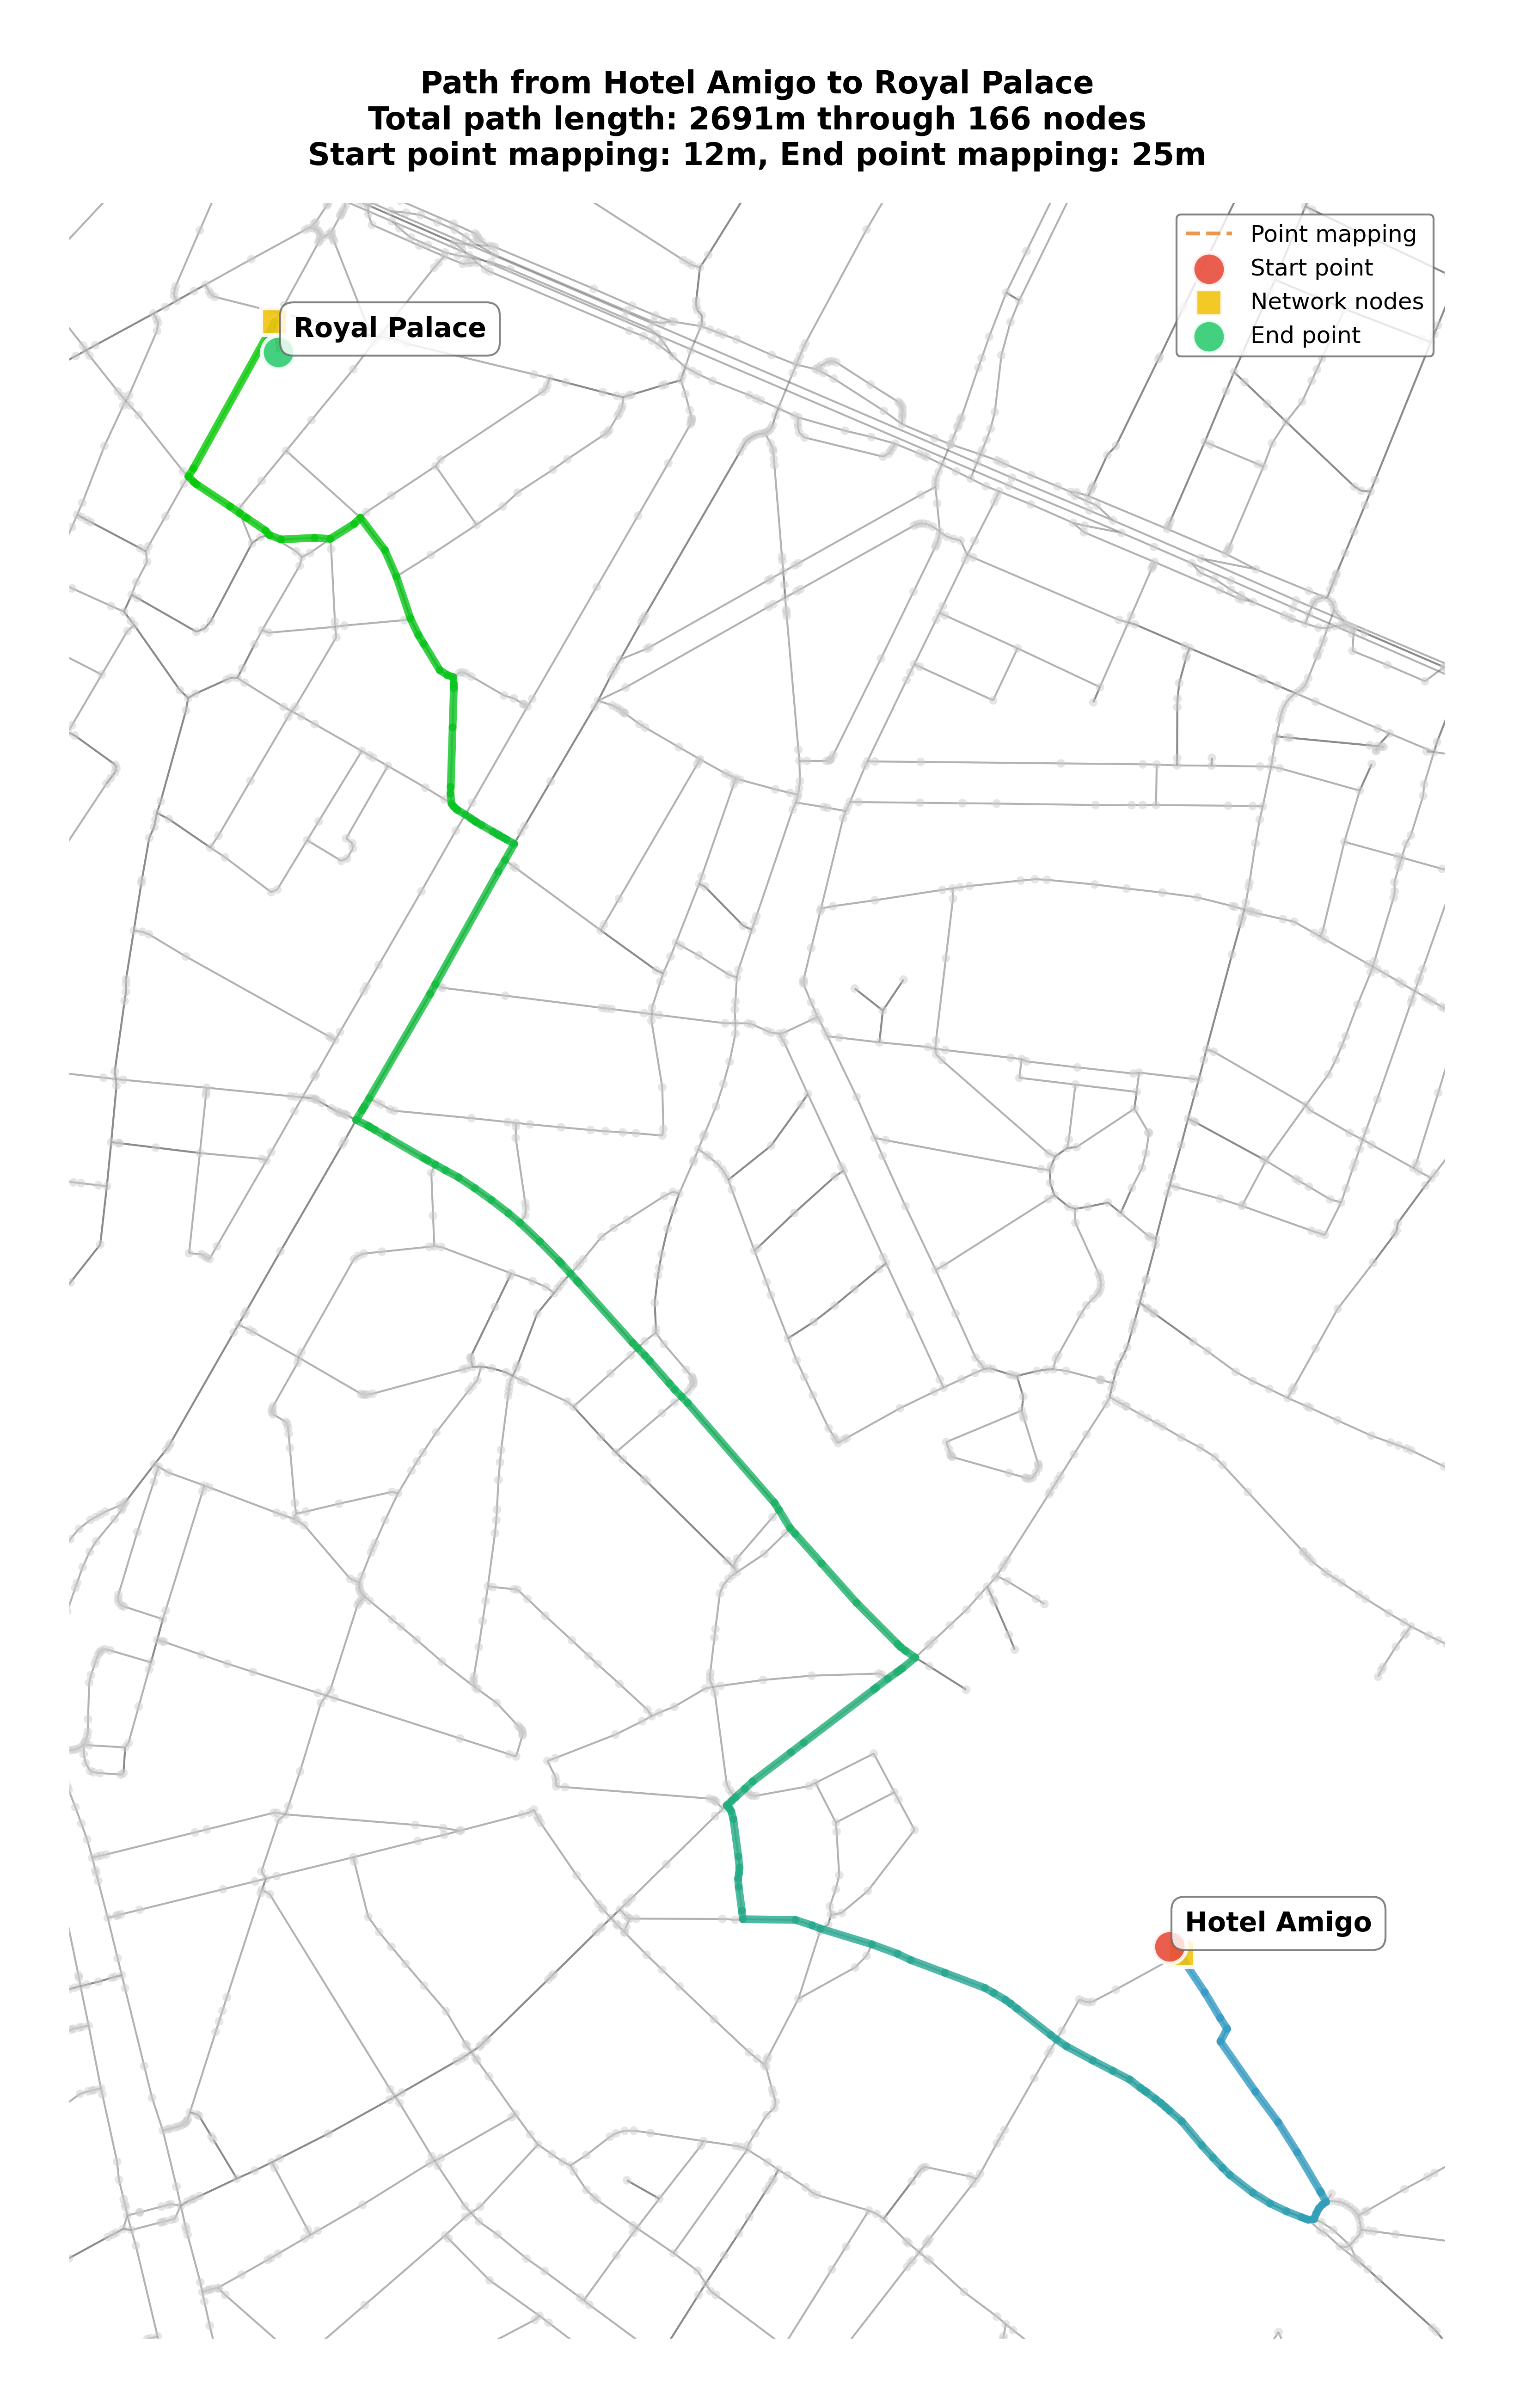 Path from Hotel Amigo to Royal Palace
Total path length: 2691m through 166 nodes
Start point mapping: 12m, End point mapping: 25m
Point mapping
Start point
Network nodes
End point
Royal Palace
Hotel Amigo